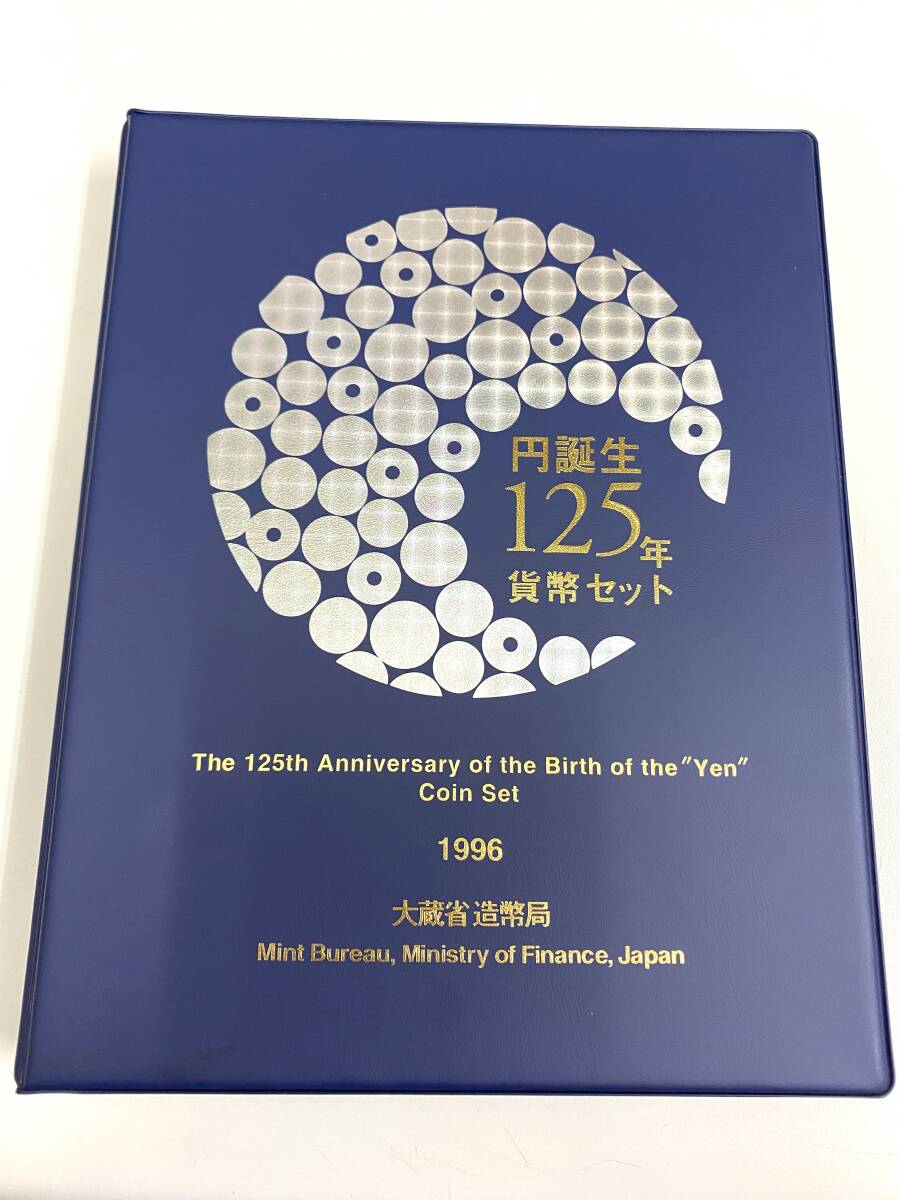 円誕生
125年
貨幣セット
The 125th Anniversary of the Birth of the "Yen"
Coin Set
1996
大蔵省 造幣局
Mint Bureau, Ministry of Finance, Japan